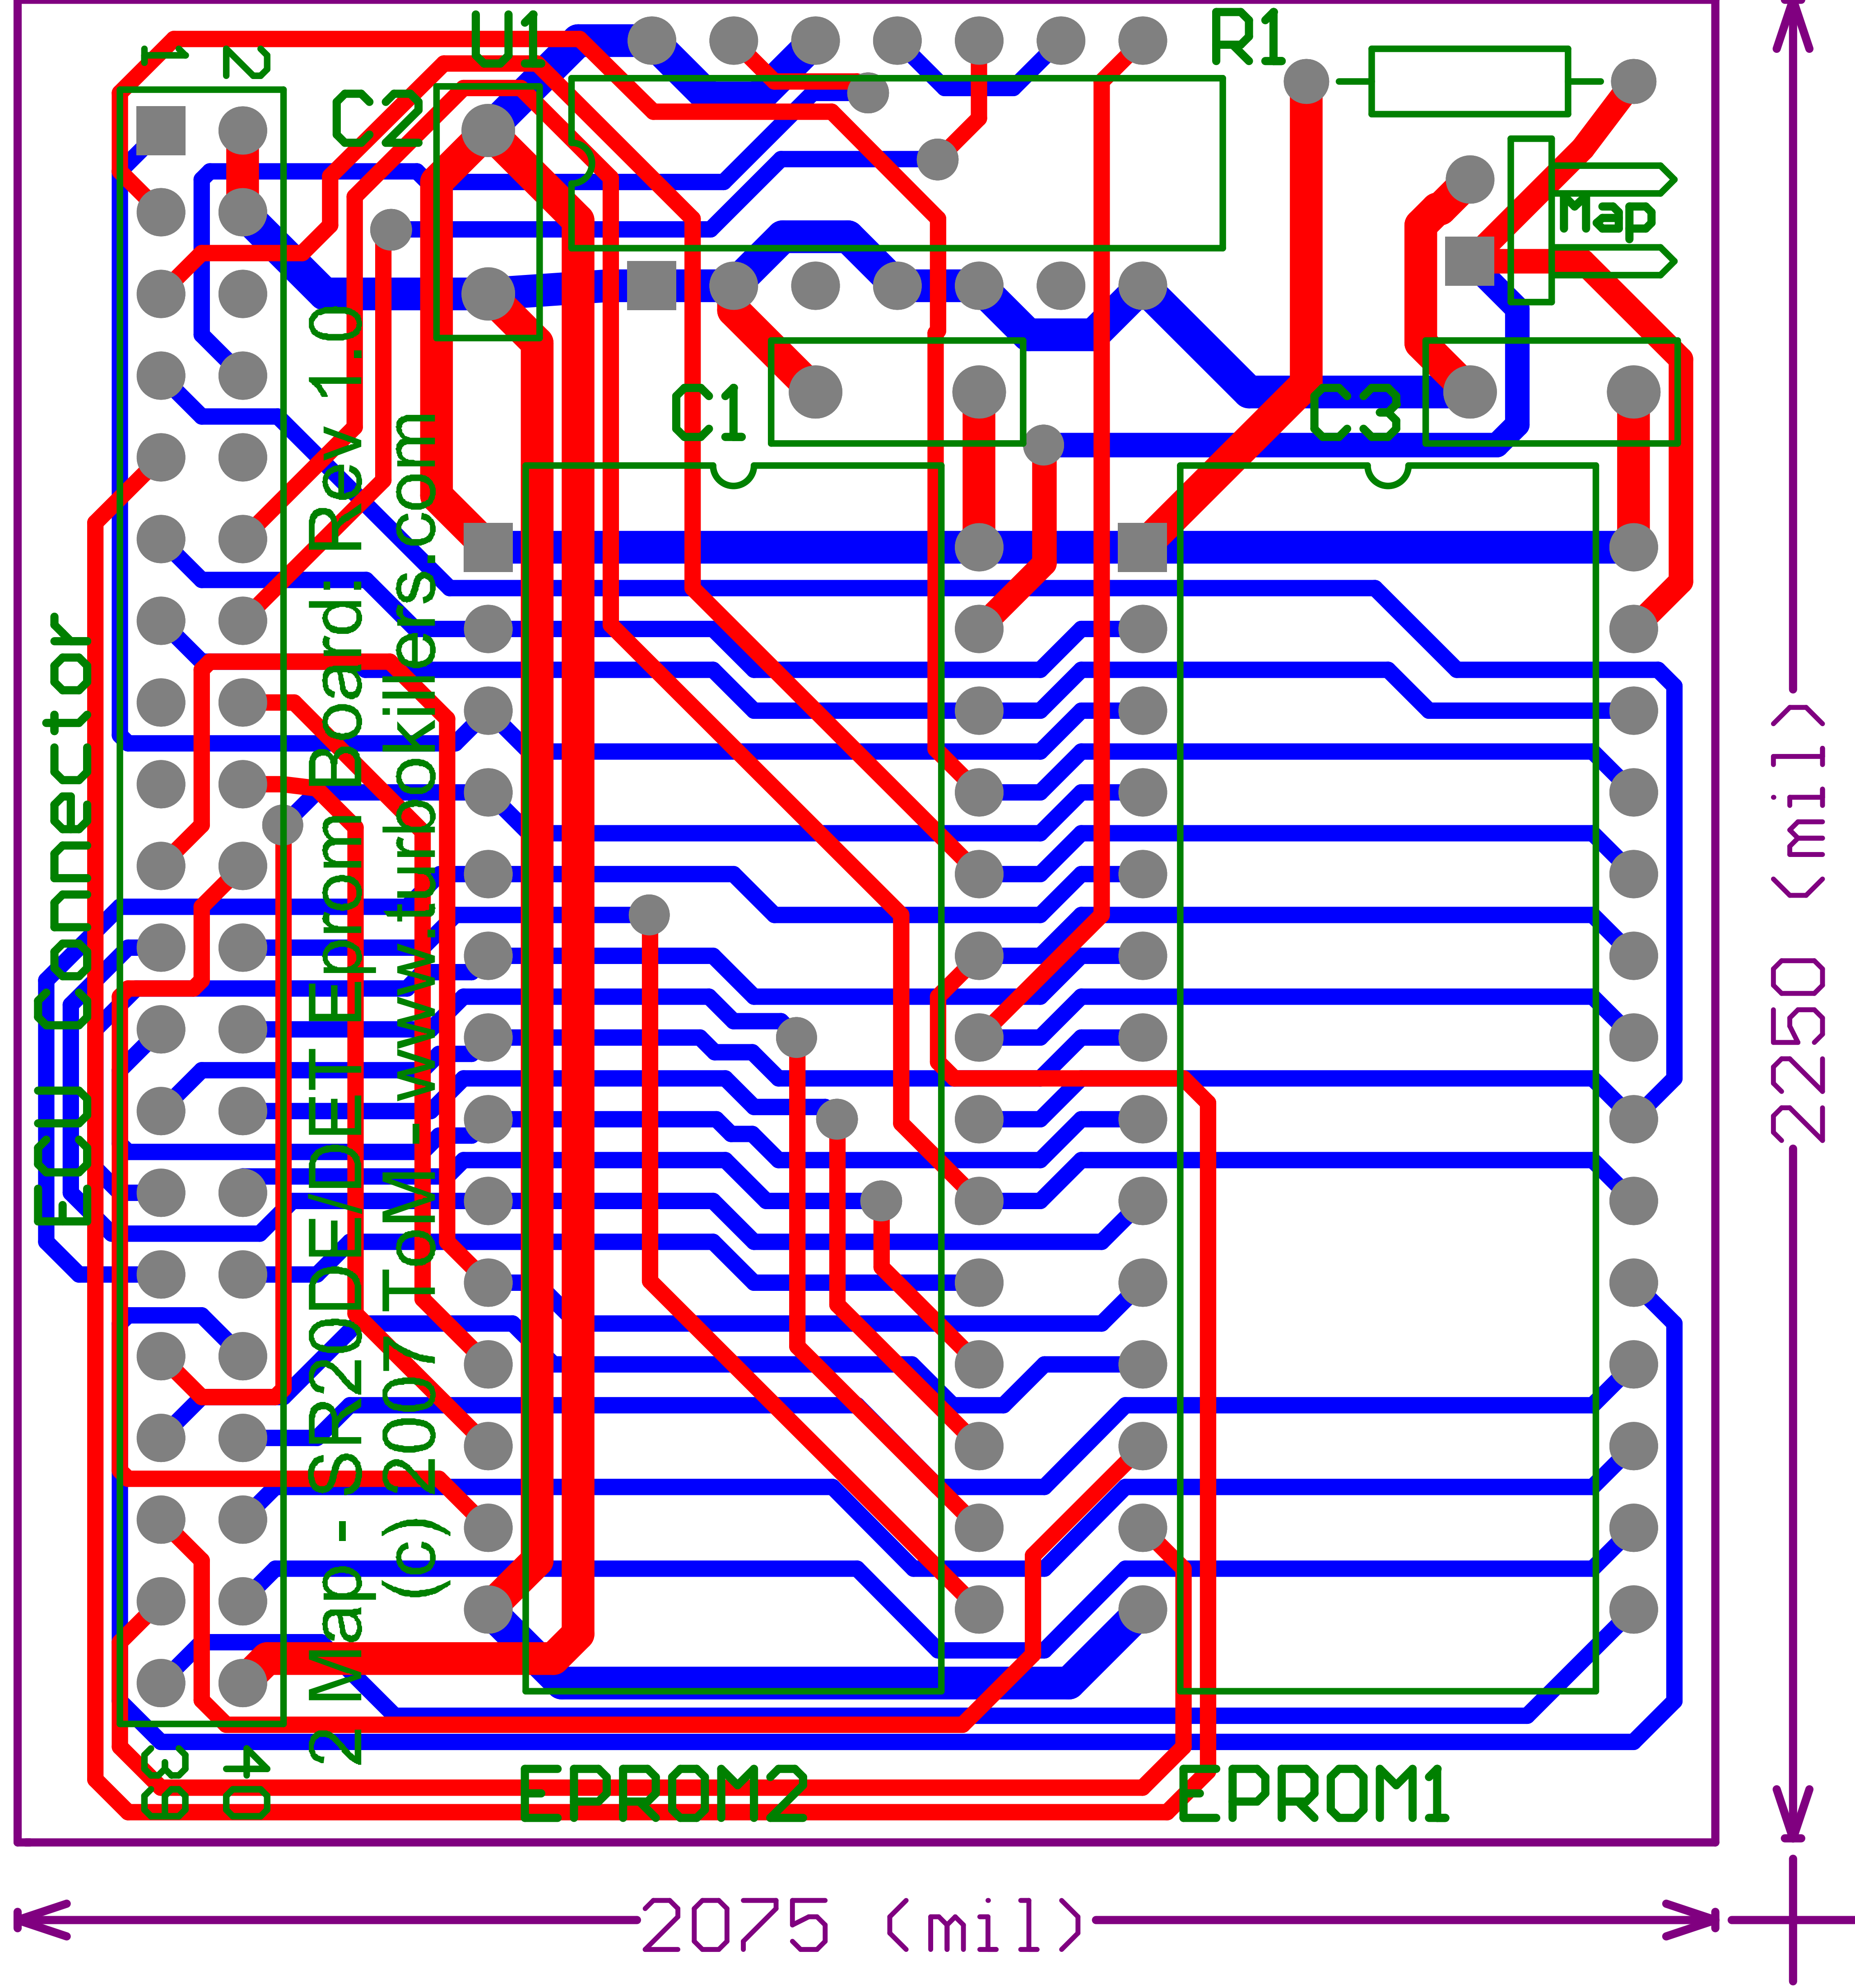 1
2
U1
R1
C2
Map
C1
C3
ECU Connector
2 Map - SR20DE/DET Eprom Board: Rev 1.0
(c) 2007 ToM - www.turbokillers.com
39
40
EPROM2
EPROM1
2250 (mil)
2075 (mil)